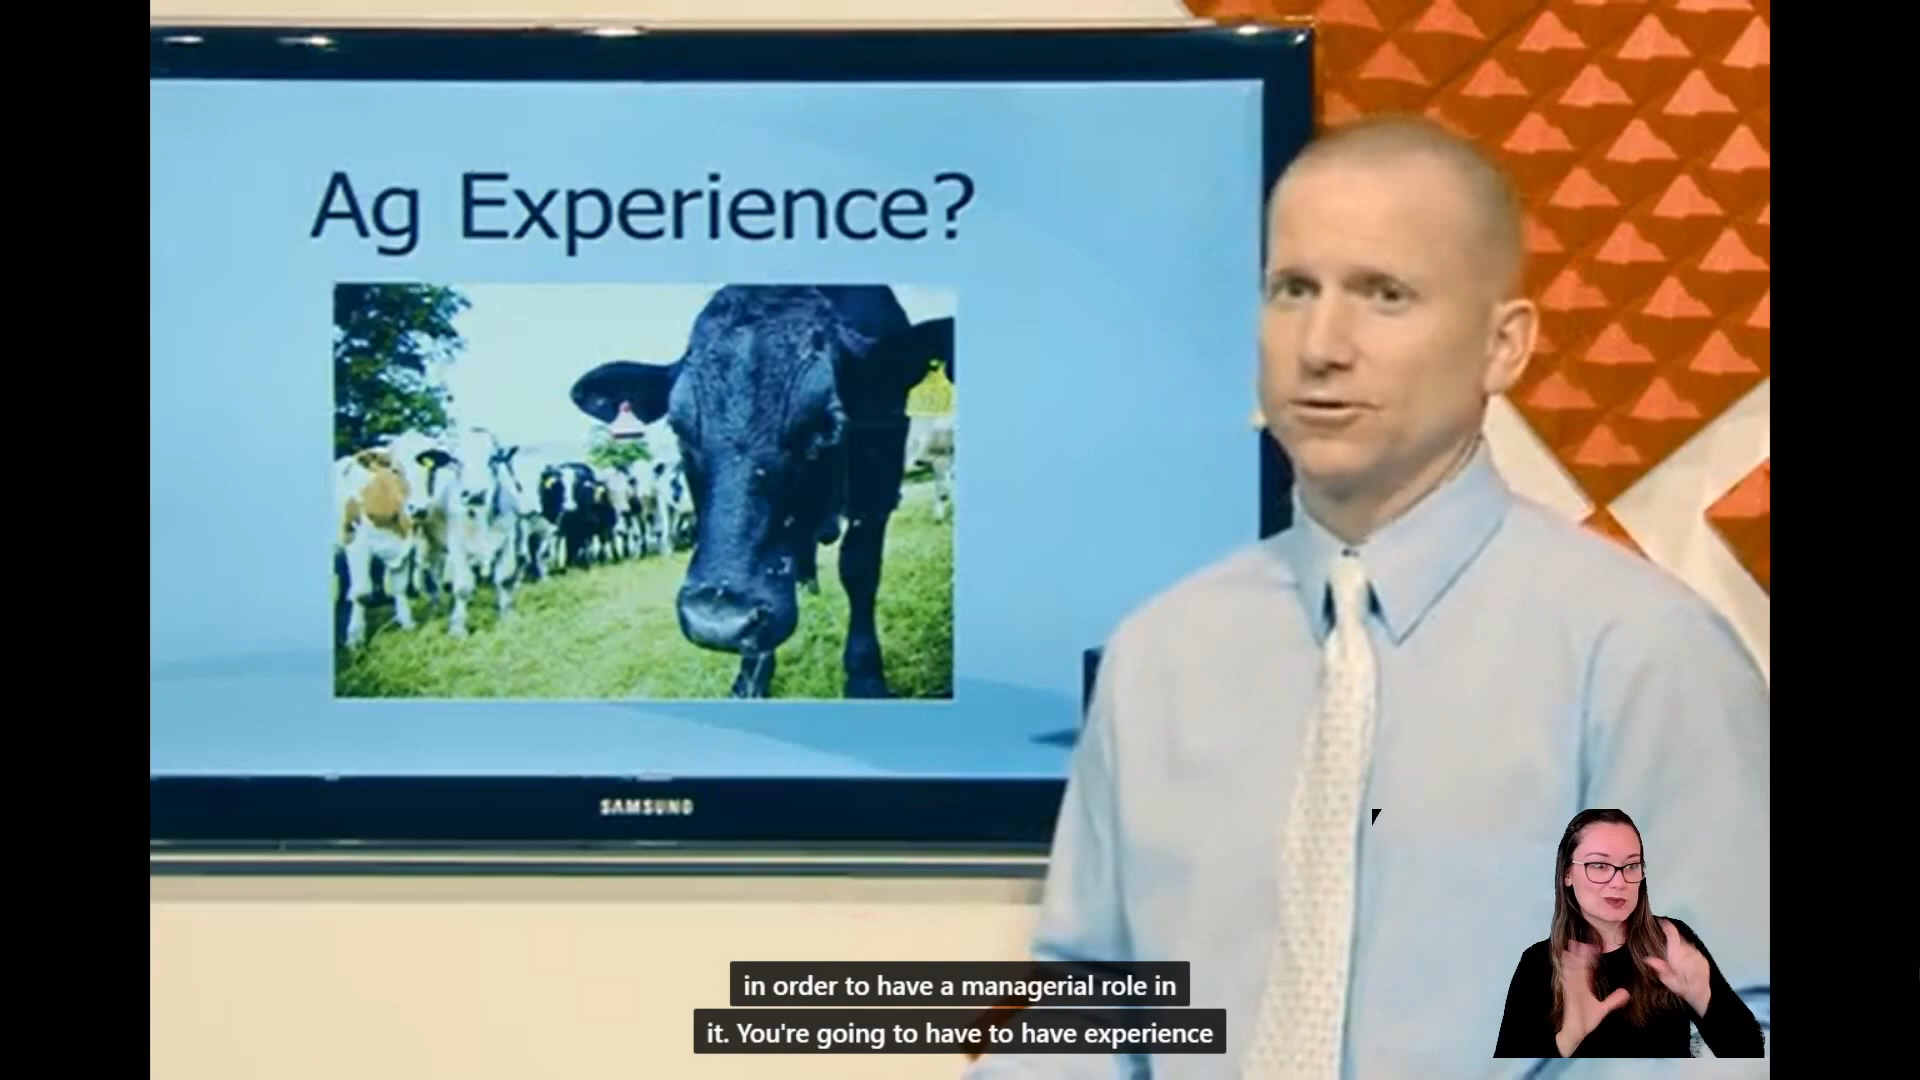 Ag Experience?
SAMSUNG
in order to have a managerial role in
it. You're going to have to have experience